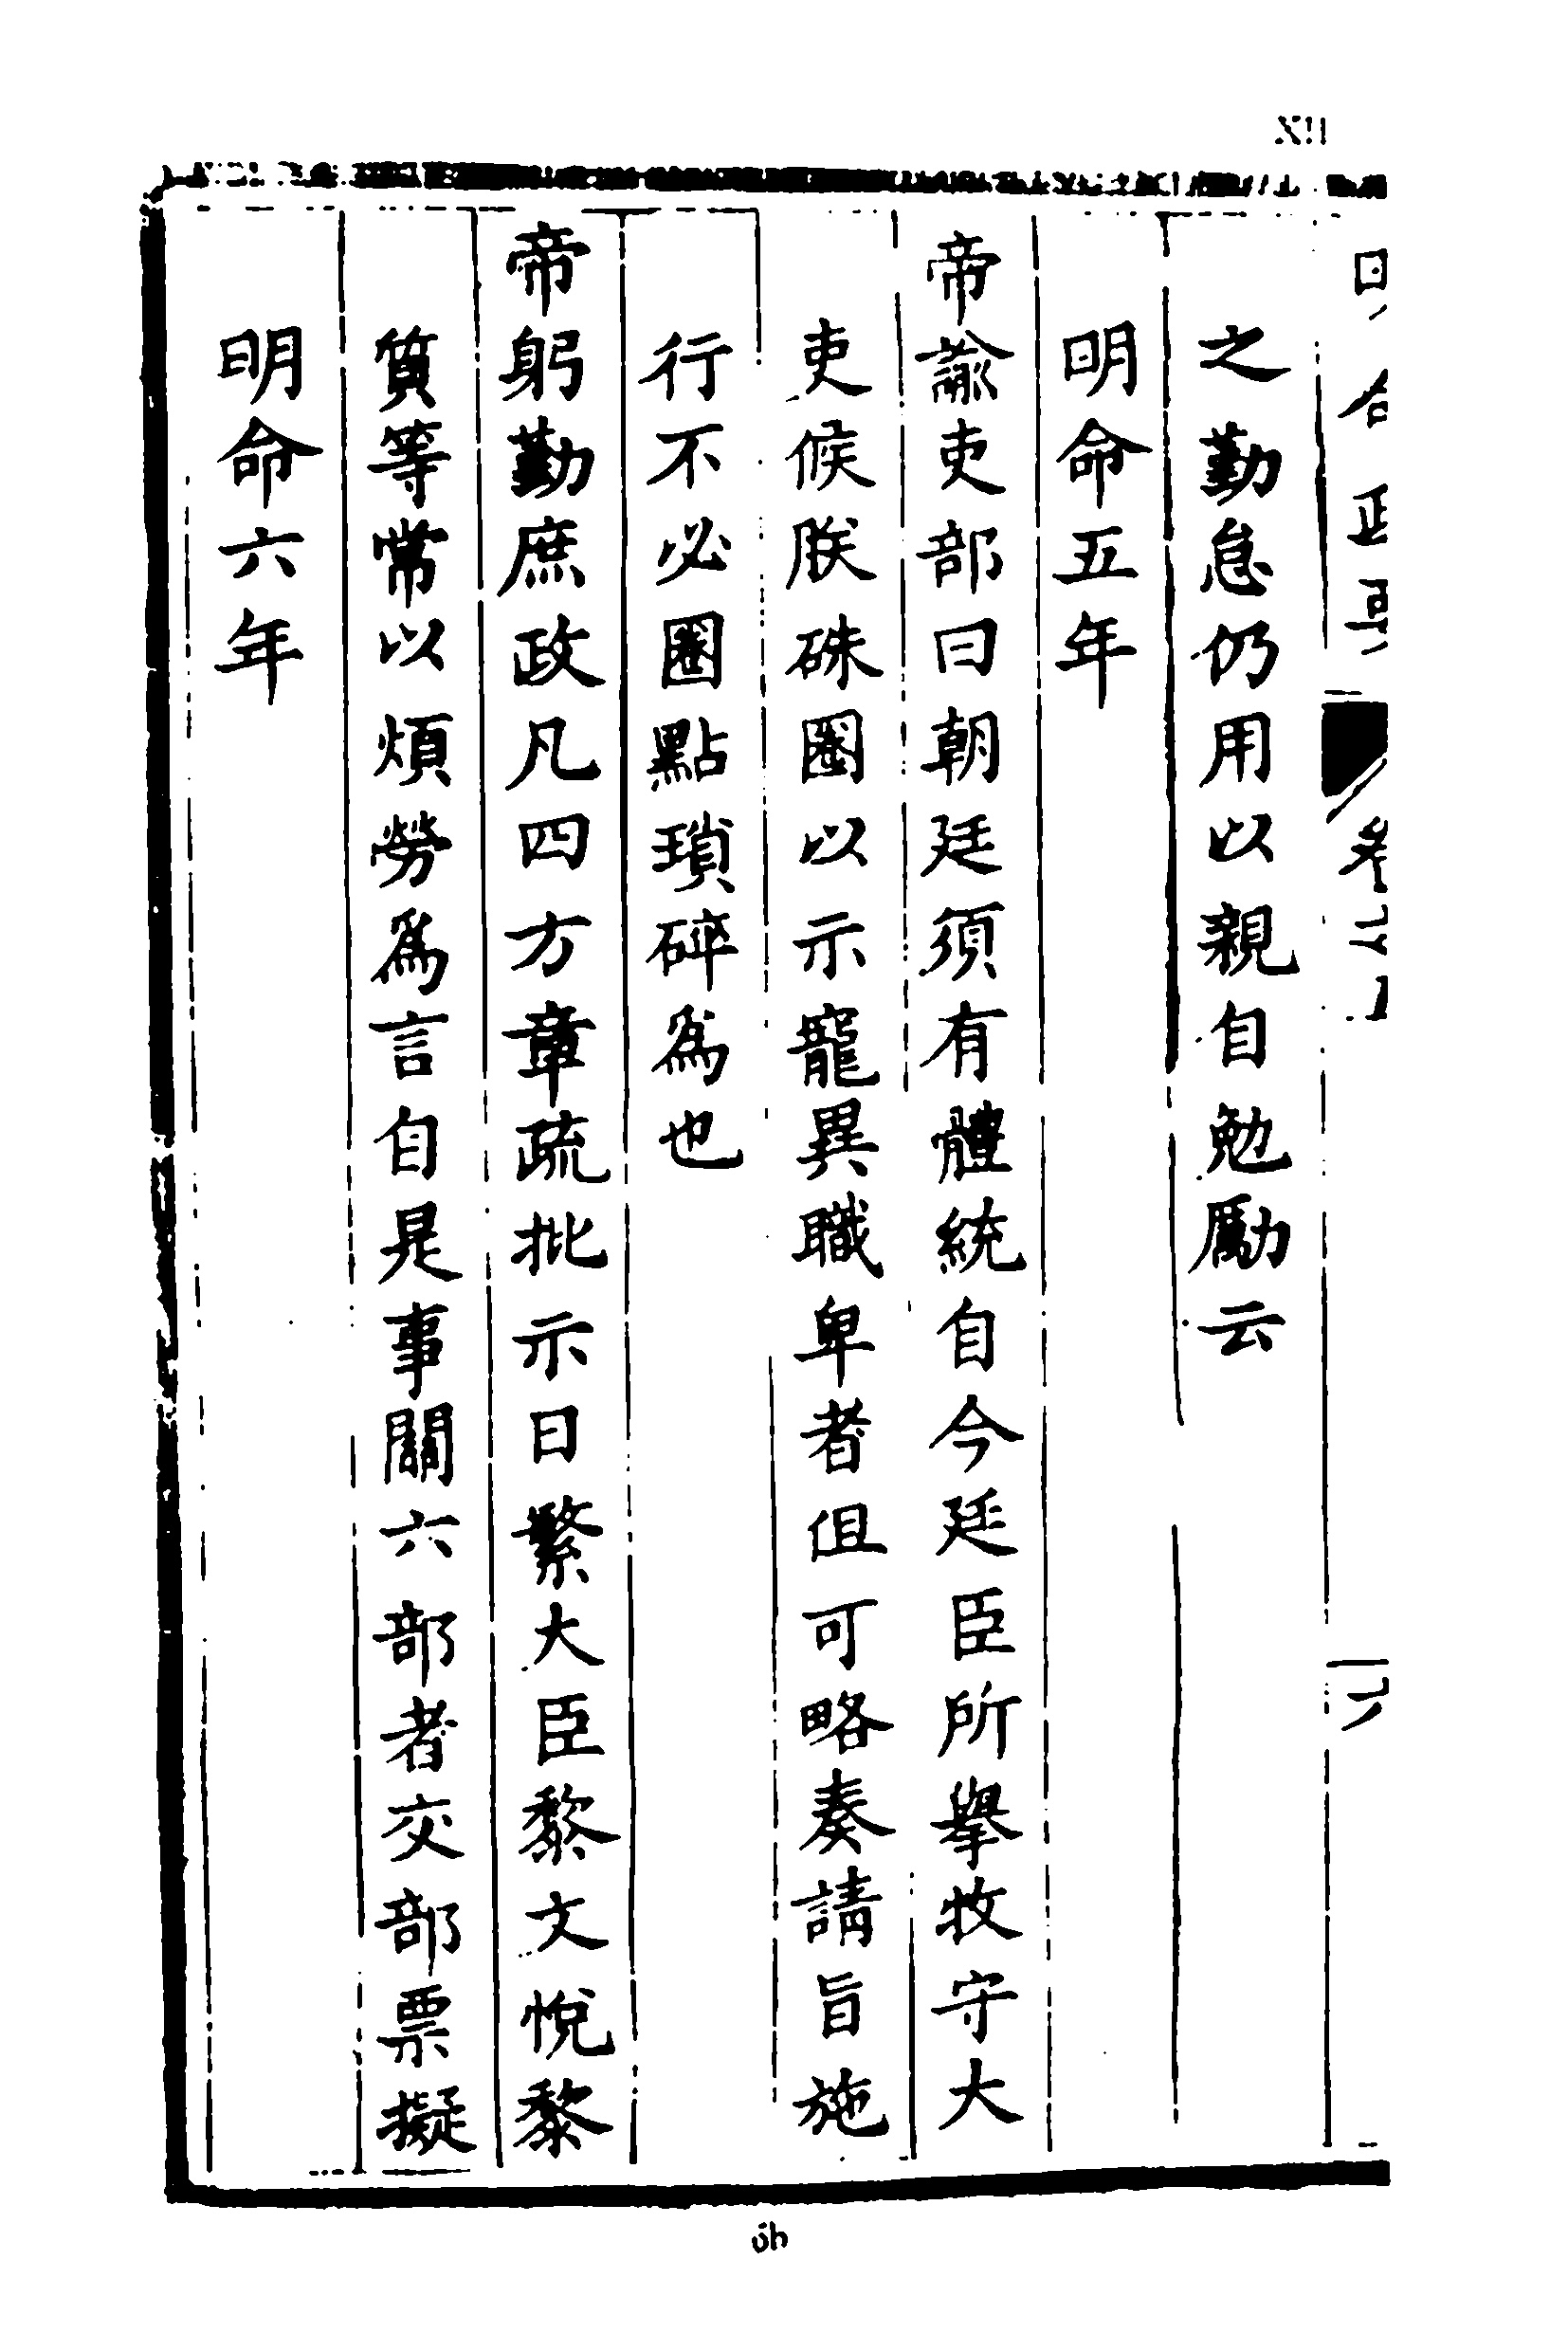 XII
之勤怠仍用以親自勉勵云
明命五年
帝諭吏部曰朝廷須有體統自今廷臣所擧牧守大
吏候朕硃圈以示寵異職卑者但可略奏請旨施
行不必圈點瑣碎爲也
帝躬勤庶政凡四方章疏批示日繁大臣黎文悅黎
質等常以煩勞爲言自是事關六部者交部票擬
明命六年
6b